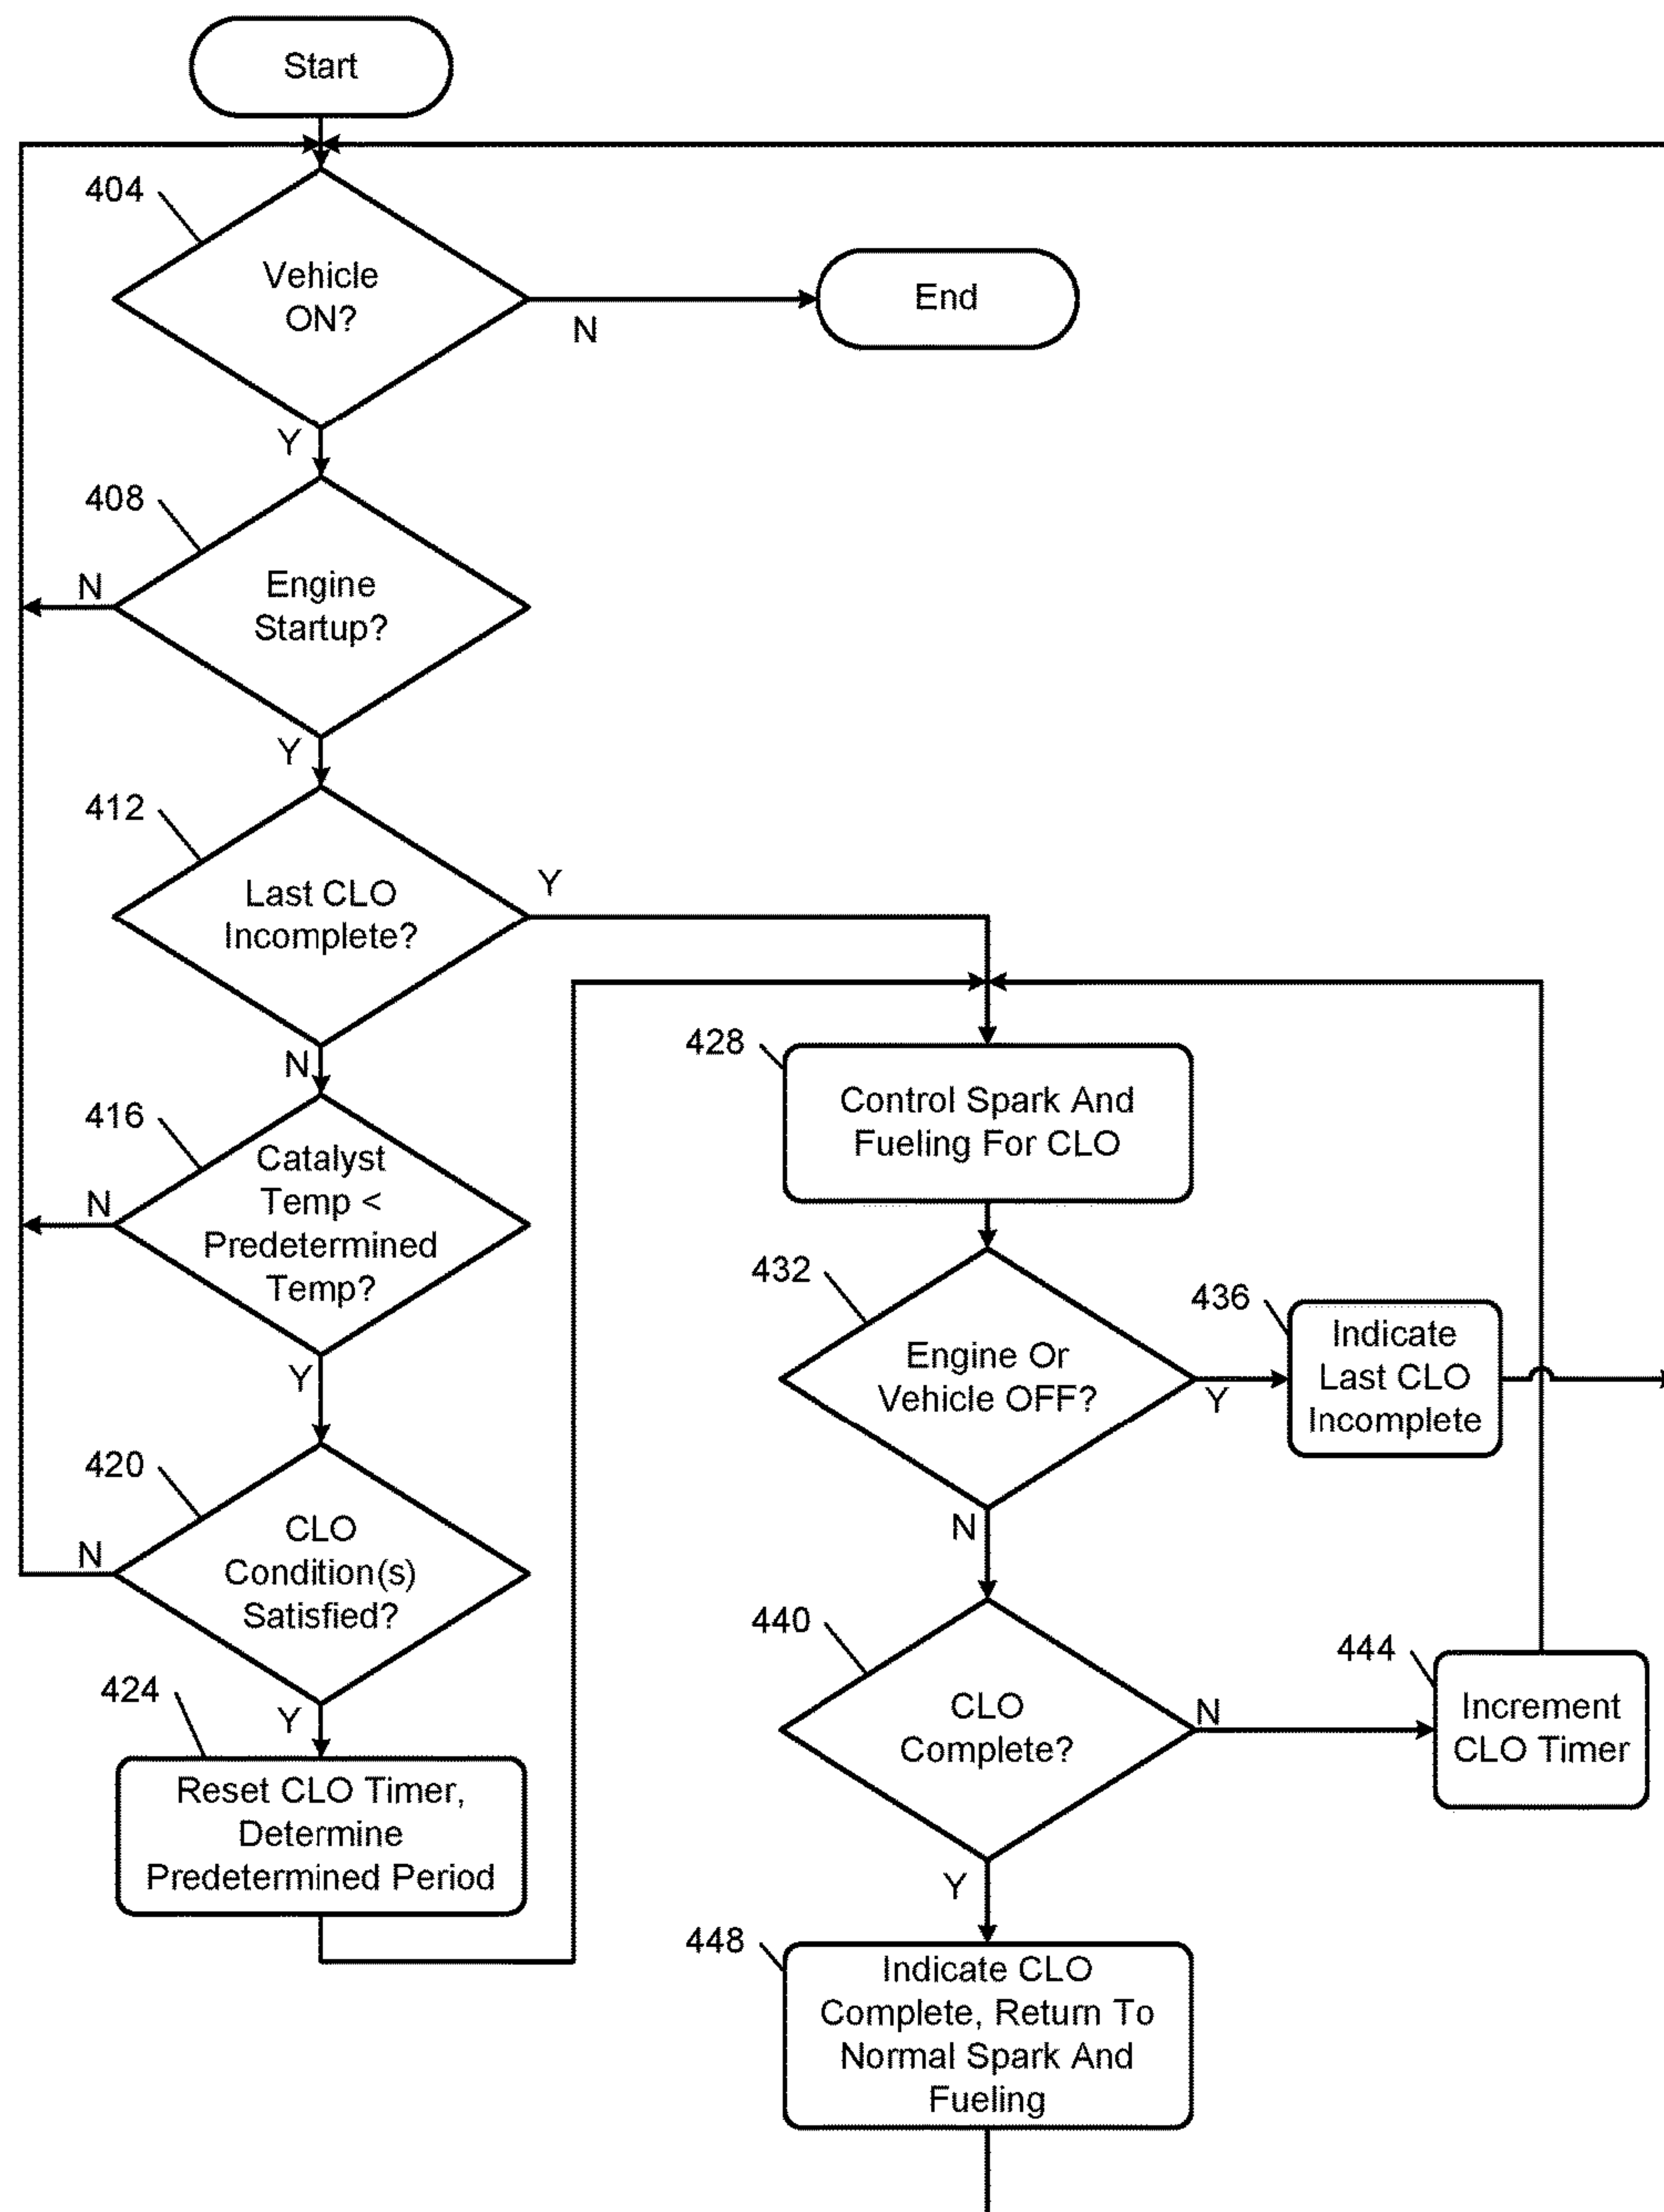 Start
404
Vehicle
ON?
N
End
Y
408
Engine
Startup?
N
Y
412
Last CLO
Incomplete?
Y
N
416
Catalyst
Temp <
Predetermined
Temp?
N
Y
420
CLO
Condition(s)
Satisfied?
N
Y
424
Reset CLO Timer,
Determine
Predetermined Period
428
Control Spark And
Fueling For CLO
432
Engine Or
Vehicle OFF?
Y
436
Indicate
Last CLO
Incomplete
N
440
CLO
Complete?
N
444
Increment
CLO Timer
Y
448
Indicate CLO
Complete, Return To
Normal Spark And
Fueling